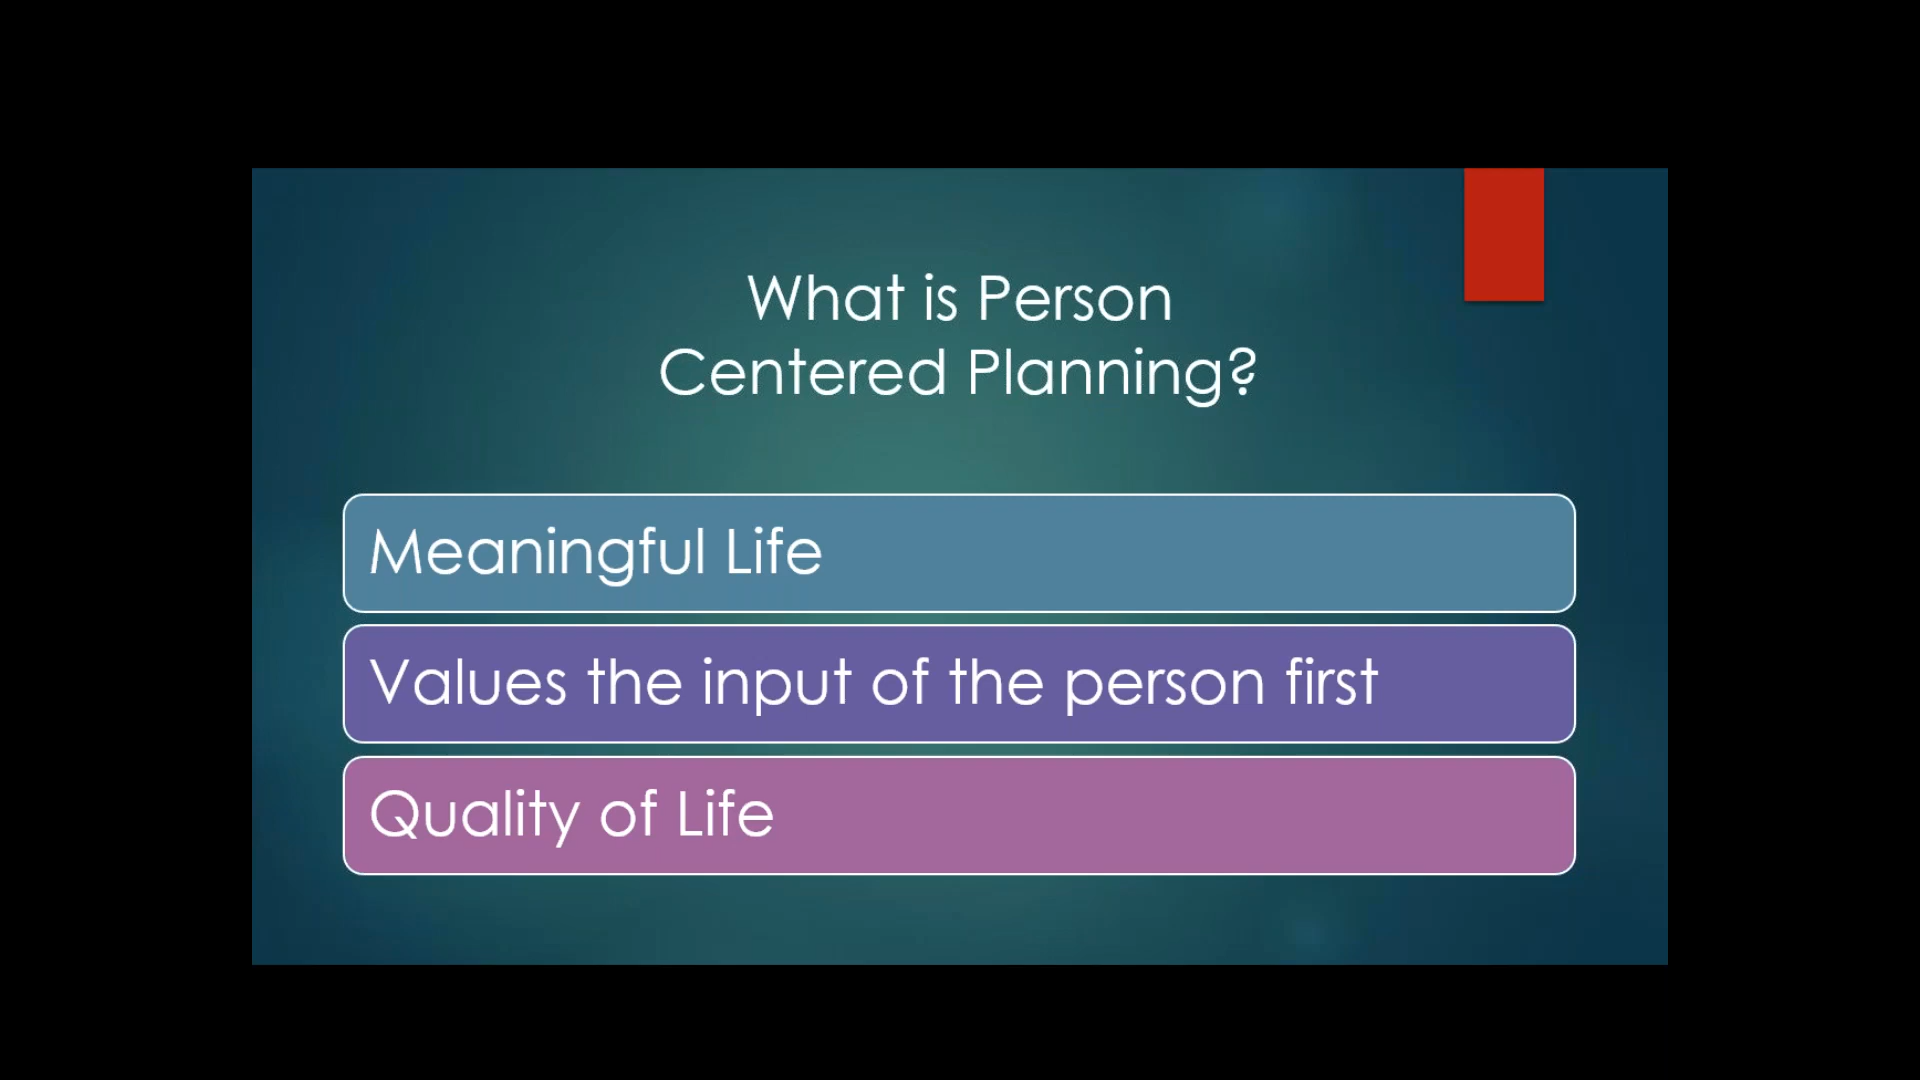 What is Person
Centered Planning?
Meaningful Life
Values the input of the person first
Quality of Life